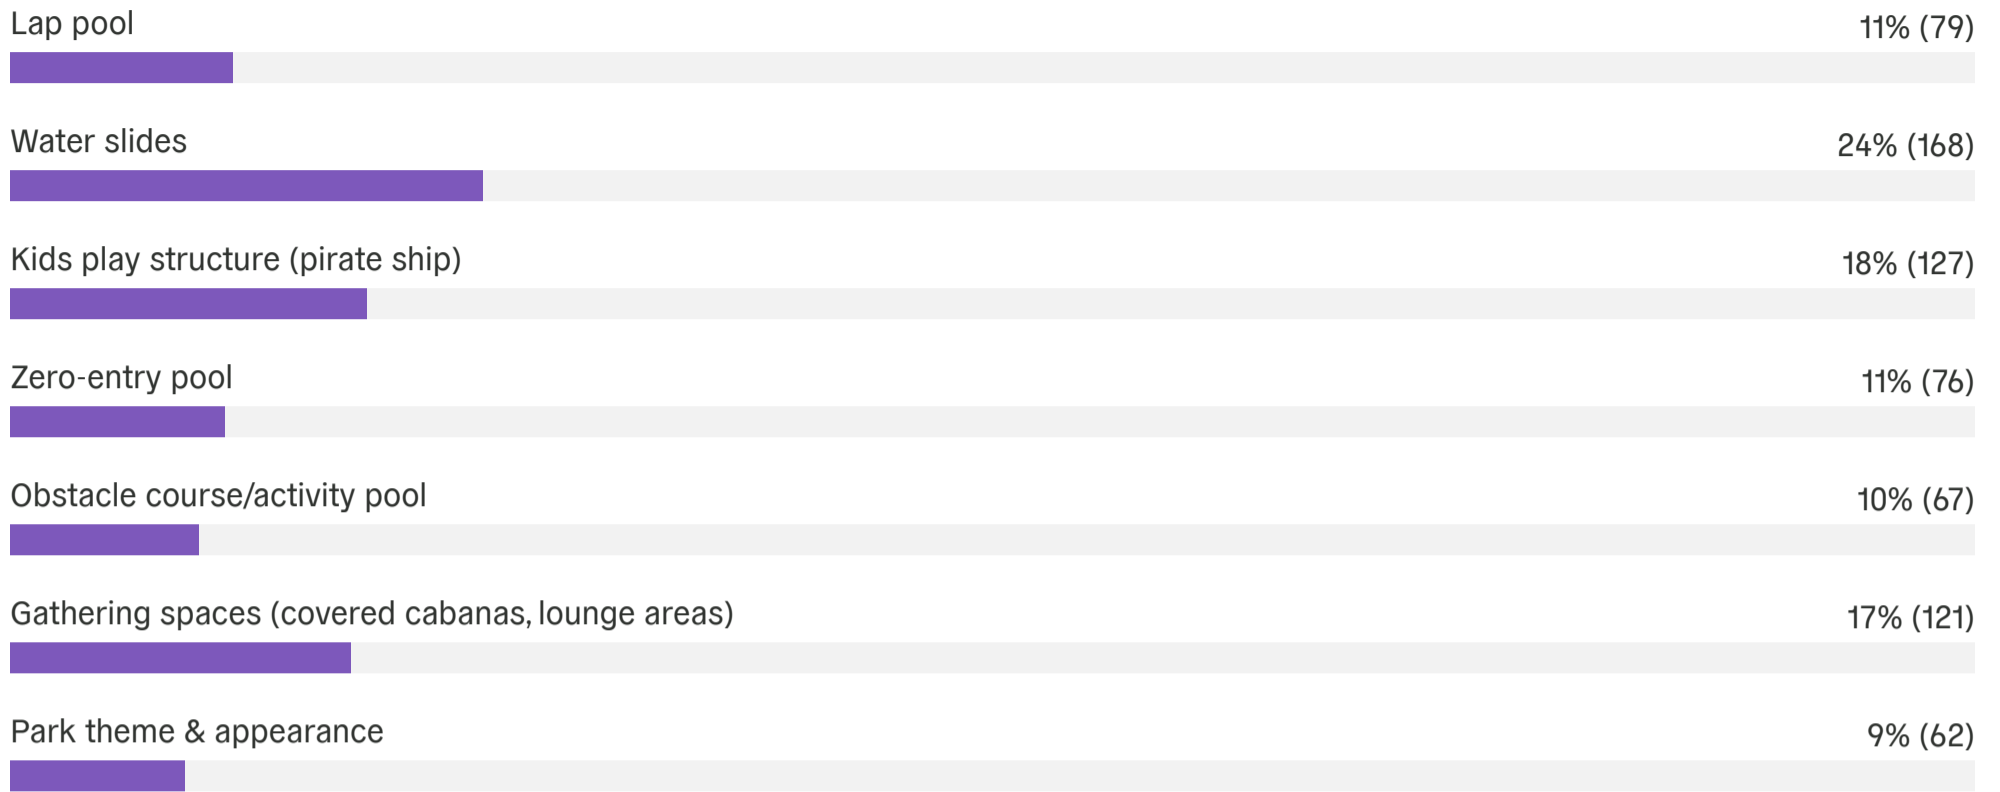 Lap pool 11% (79)
Water slides 24% (168)
Kids play structure (pirate ship) 18% (127)
Zero-entry pool 11% (76)
Obstacle course/activity pool 10% (67)
Gathering spaces (covered cabanas, lounge areas) 17% (121)
Park theme & appearance 9% (62)